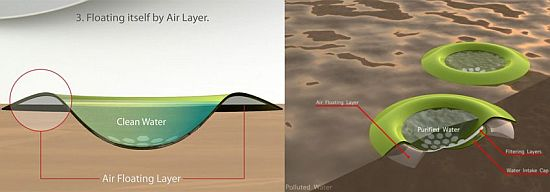 3. Floating itself by Air Layer.
Clean Water
Air Floating Layer
Air Floating Layer
Purified Water
Filtering Layers
Water Intake Cap
Polluted Water